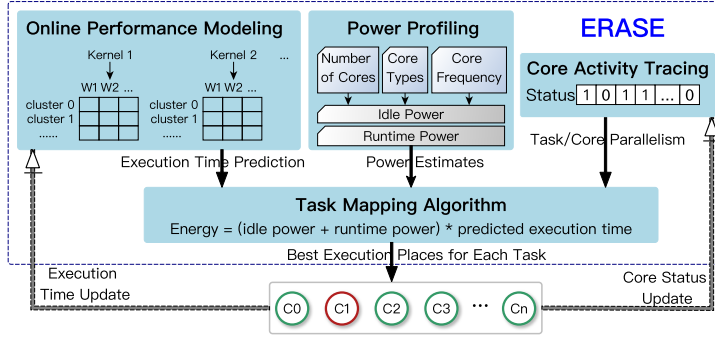 Online Performance Modeling
Kernel 1
Kernel 2
...
W1 W2 ...
W1 W2 ...
cluster 0
cluster 1
......
cluster 0
cluster 1
......
Execution Time Prediction
Power Profiling
Number of Cores
Core Types
Core Frequency
Idle Power
Runtime Power
Power Estimates
ERASE
Core Activity Tracing
Status 1 0 1 1 ... 0
Task/Core Parallelism
Task Mapping Algorithm
Energy = (idle power + runtime power) * predicted execution time
Best Execution Places for Each Task
Execution
Time Update
Core Status
Update
C0 C1 C2 C3 ... Cn